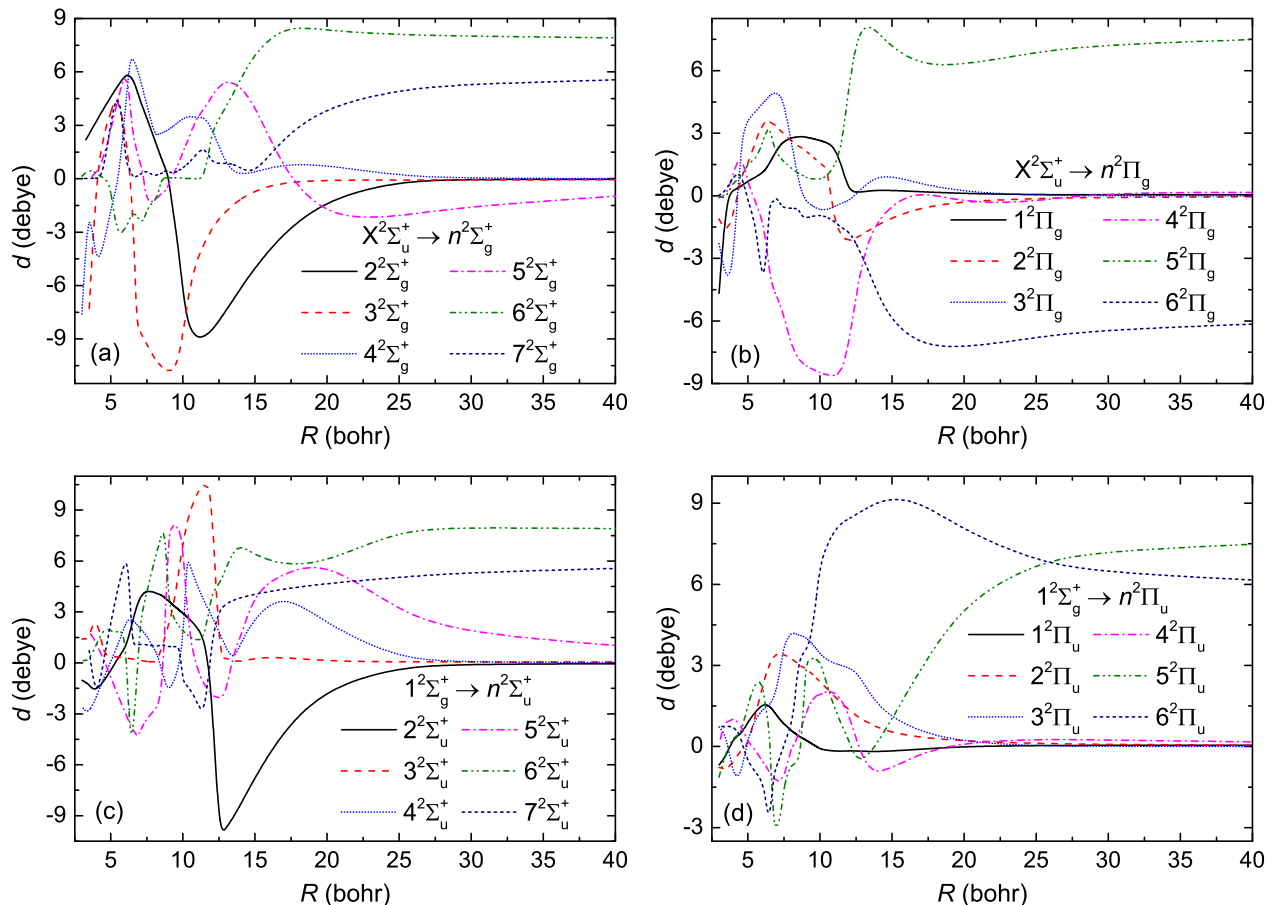 9
6
3
0
-3
-6
-9
d (debye)
X²Σᵤ⁺ → n²Σg⁺
2²Σg⁺ 5²Σg⁺
3²Σg⁺ 6²Σg⁺
4²Σg⁺ 7²Σg⁺
(a)
5 10 15 20 25 30 35 40
R (bohr)
9
6
3
0
-3
-6
-9
d (debye)
X²Σᵤ⁺ → n²Πg
1²Πg 4²Πg
2²Πg 5²Πg
3²Πg 6²Πg
(b)
5 10 15 20 25 30 35 40
R (bohr)
9
6
3
0
-3
-6
-9
d (debye)
1²Σg⁺ → n²Σᵤ⁺
2²Σᵤ⁺ 5²Σᵤ⁺
3²Σᵤ⁺ 6²Σᵤ⁺
4²Σᵤ⁺ 7²Σᵤ⁺
(c)
5 10 15 20 25 30 35 40
R (bohr)
9
6
3
0
-3
d (debye)
1²Σg⁺ → n²Πᵤ
1²Πᵤ 4²Πᵤ
2²Πᵤ 5²Πᵤ
3²Πᵤ 6²Πᵤ
(d)
5 10 15 20 25 30 35 40
R (bohr)